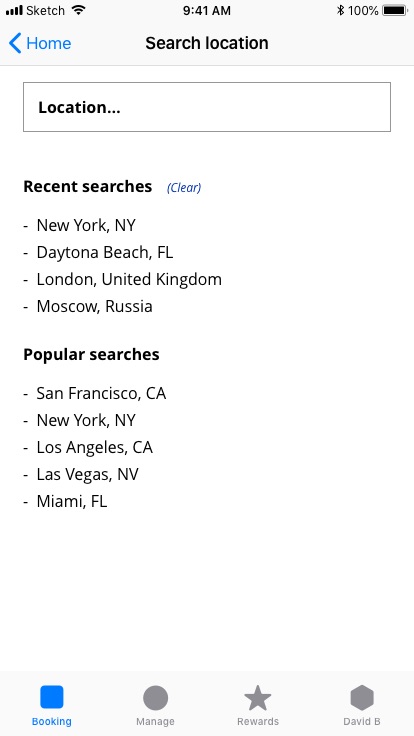 Sketch 9:41 AM 100%
Home Search location
Location...
Recent searches (Clear)
- New York, NY
- Daytona Beach, FL
- London, United Kingdom
- Moscow, Russia
Popular searches
- San Francisco, CA
- New York, NY
- Los Angeles, CA
- Las Vegas, NV
- Miami, FL
Booking Manage Rewards David B